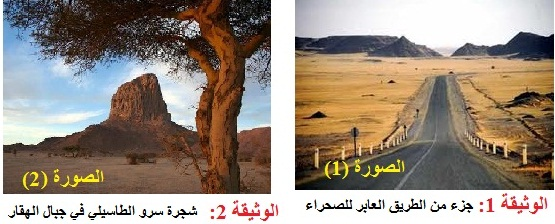 الصورة (1)
الوثيقة 1: جزء من الطريق العابر للصحراء
الصورة (2)
الوثيقة 2: شجرة سرو الطاسيلي في جبال الهقار